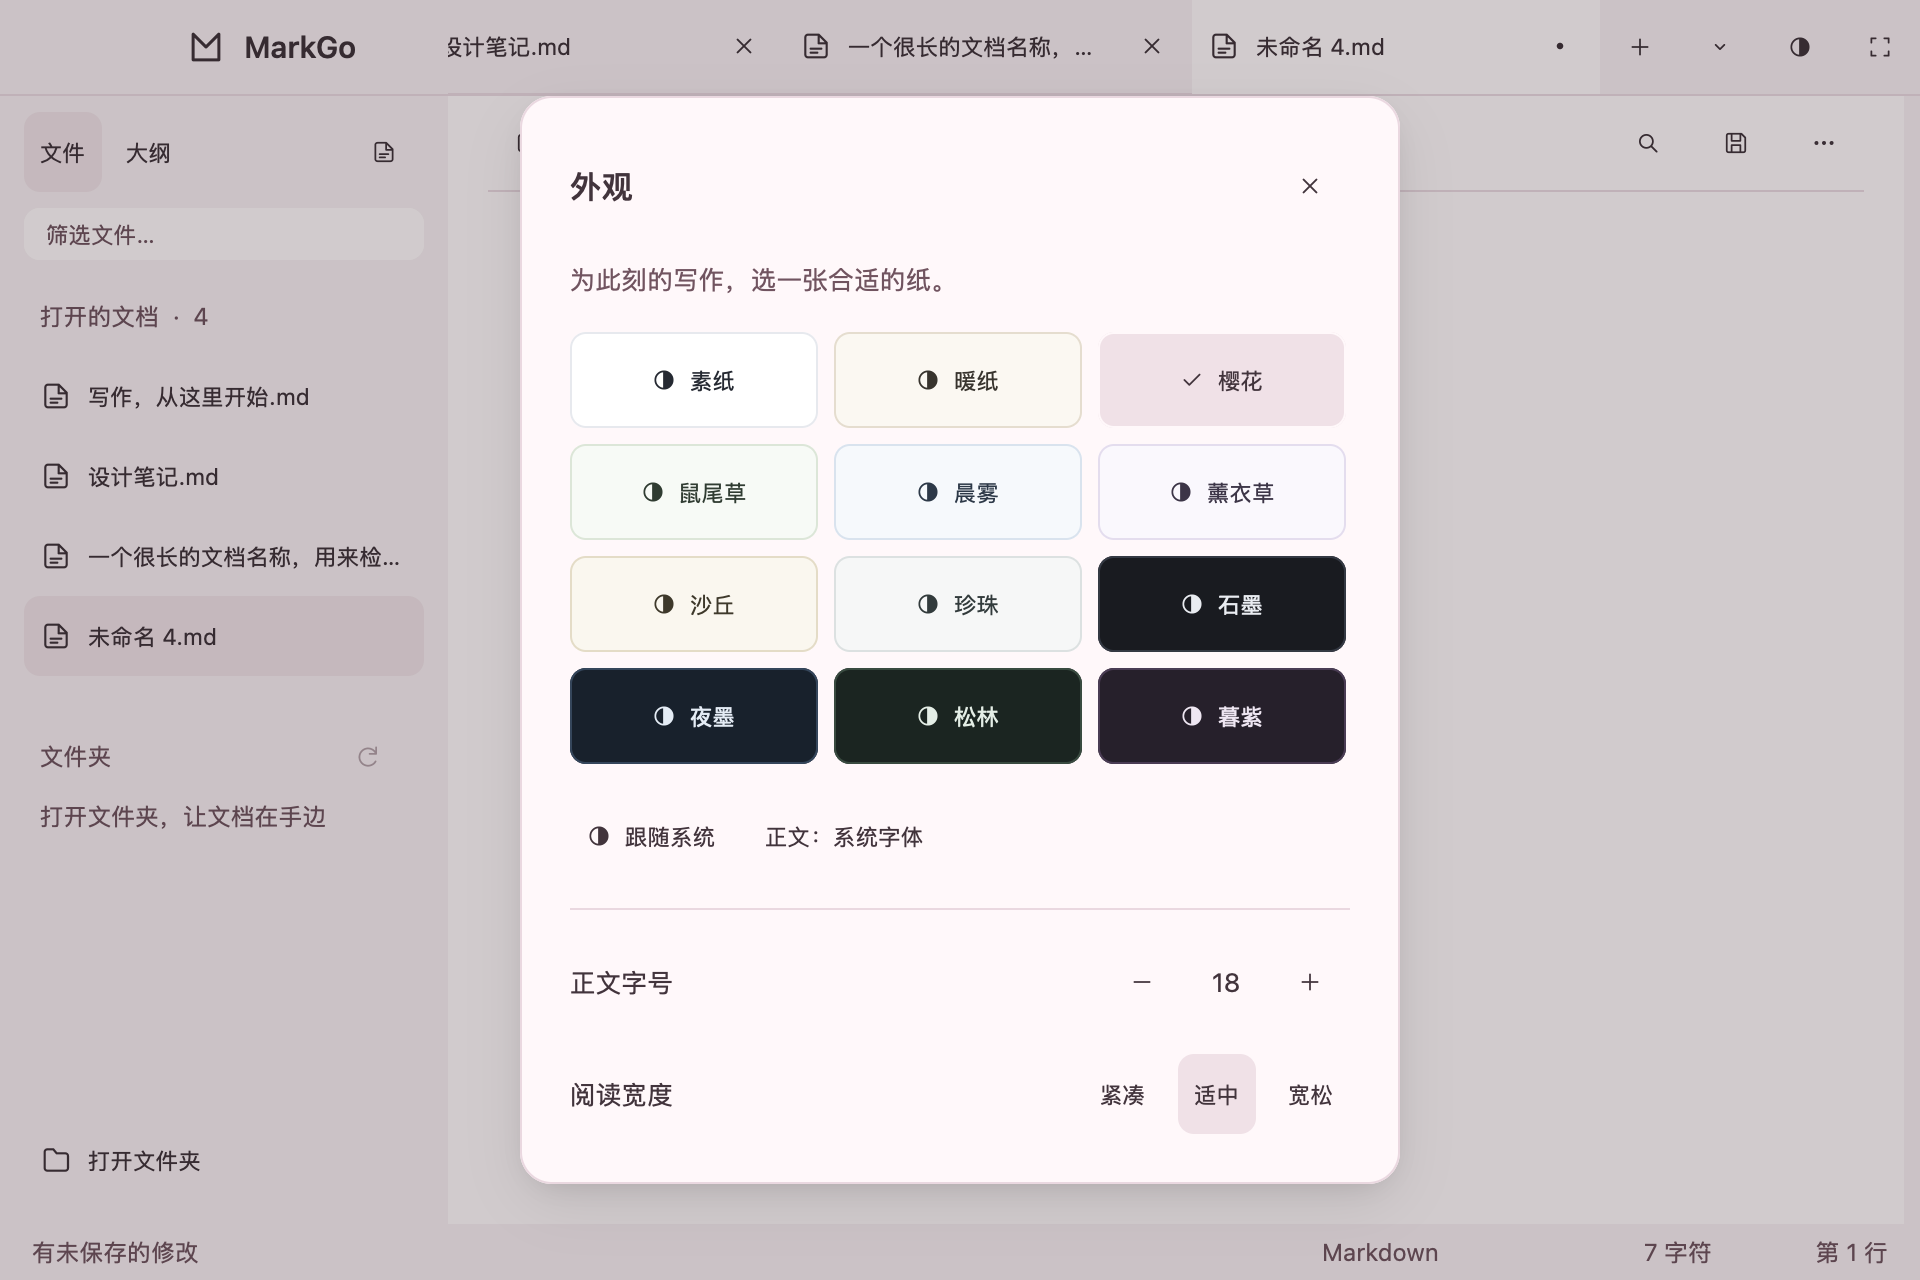 MarkGo
设计笔记.md
一个很长的文档名称，...
未命名 4.md
文件
大纲
筛选文件...
打开的文档 · 4
写作，从这里开始.md
设计笔记.md
一个很长的文档名称，用来检...
未命名 4.md
文件夹
打开文件夹，让文档在手边
打开文件夹
外观
为此刻的写作，选一张合适的纸。
素纸
暖纸
樱花
鼠尾草
晨雾
薰衣草
沙丘
珍珠
石墨
夜墨
松林
暮紫
跟随系统
正文：系统字体
正文字号
18
阅读宽度
紧凑
适中
宽松
有未保存的修改
Markdown
7 字符
第 1 行